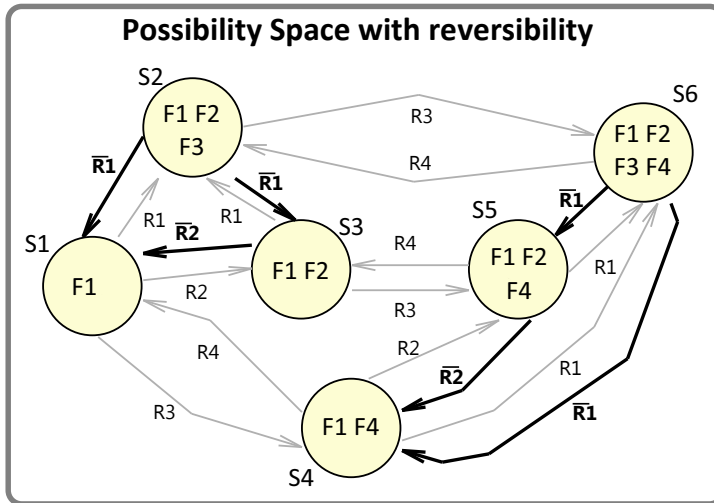 Possibility Space with reversibility
S2
F1 F2
F3
R3
S6
F1 F2
F3 F4
R4
R̅1
R̅1
R̅1
R1
R1
S1
F1
R̅2
S3
F1 F2
R2
R4
S5
F1 F2
F4
R3
R1
R4
R2
R̅2
R3
R1
R̅1
F1 F4
S4